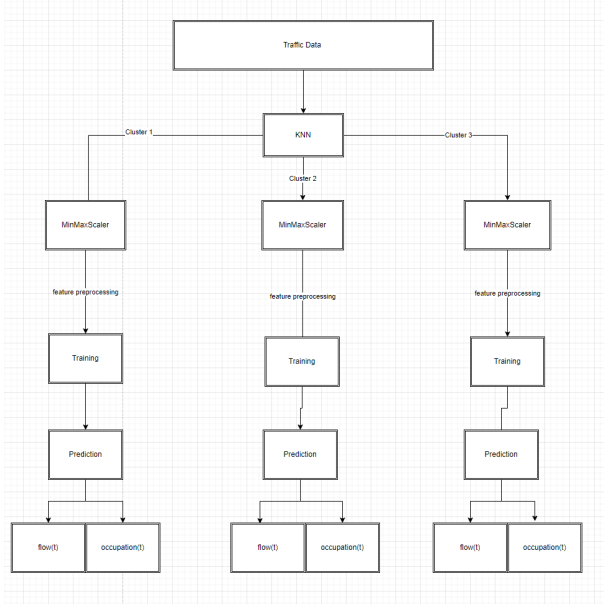 Traffic Data
KNN
Cluster 1
Cluster 3
Cluster 2
MinMaxScaler
MinMaxScaler
MinMaxScaler
feature preprocessing
feature preprocessing
feature preprocessing
Training
Training
Training
Prediction
Prediction
Prediction
flow(t)
occupation(t)
flow(t)
occupation(t)
flow(t)
occupation(t)